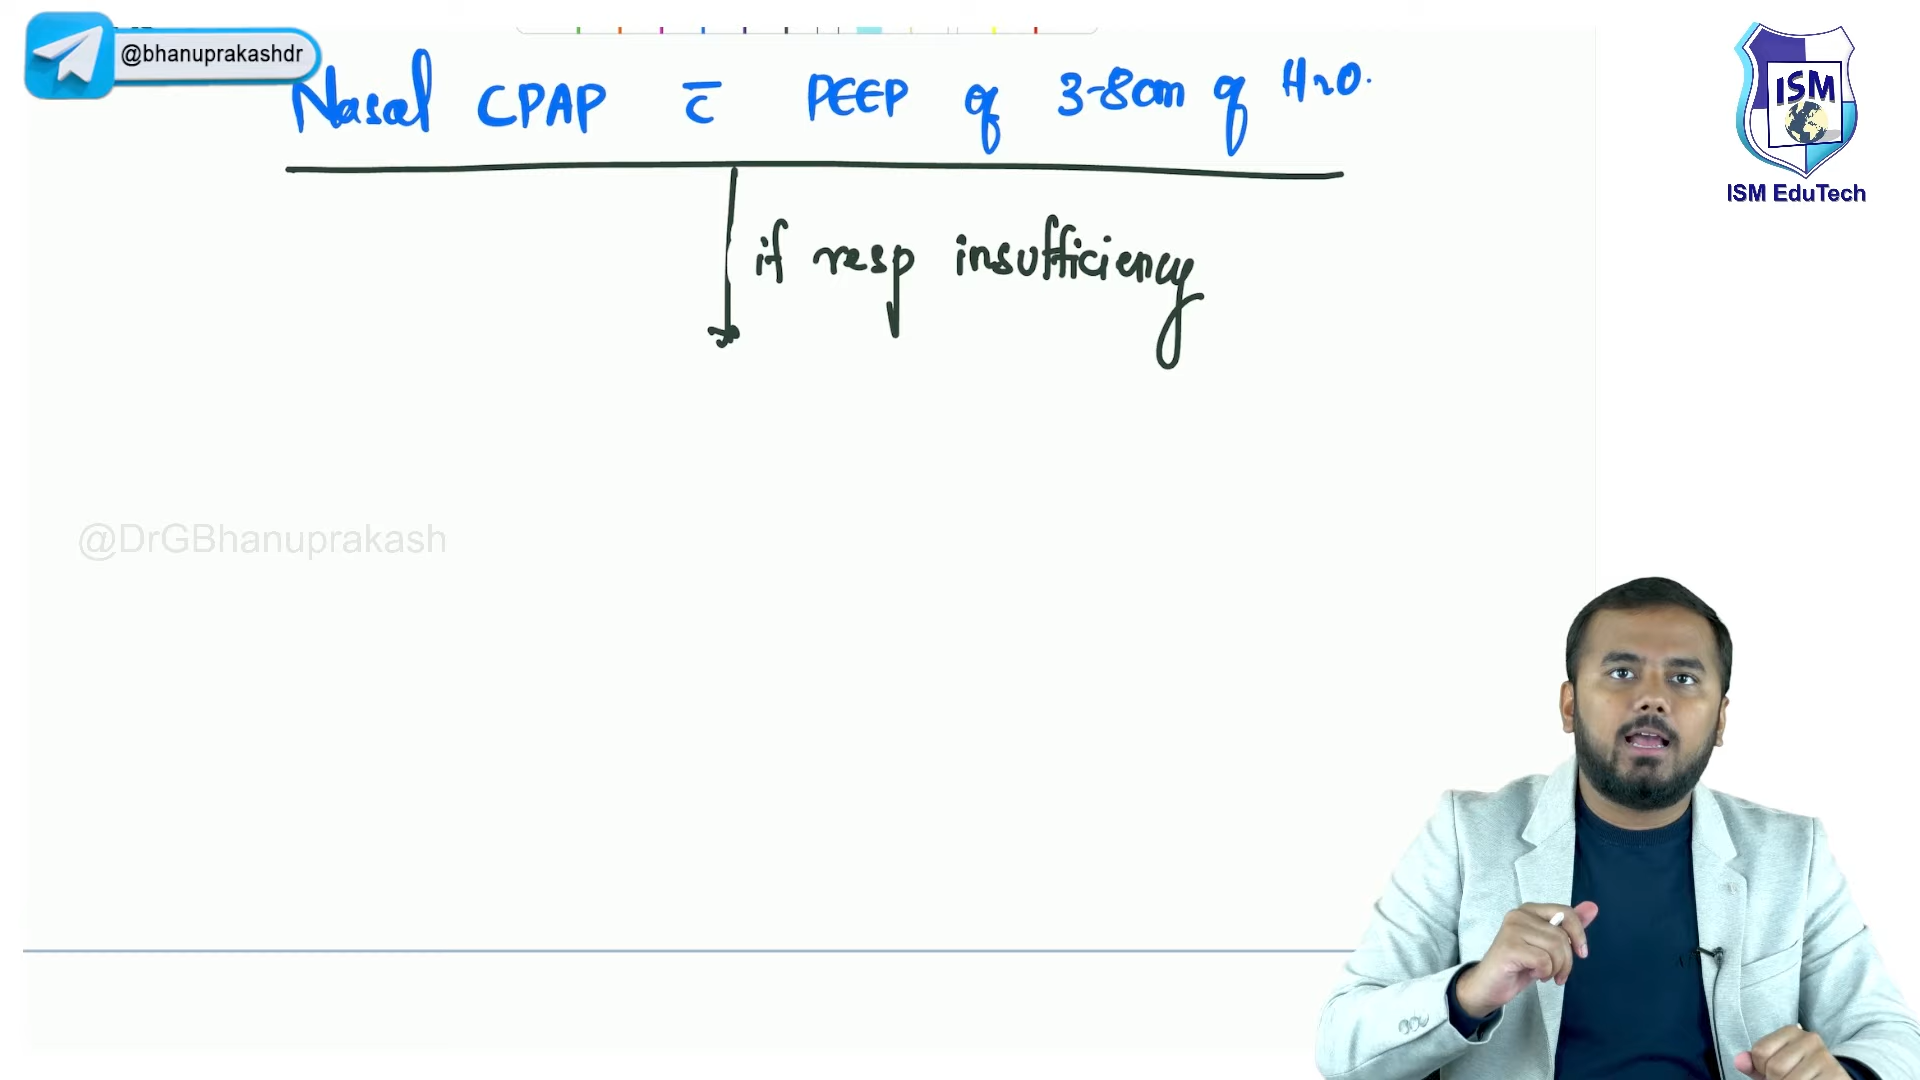 @bhanuprakashdr
Nasal CPAP c̄ PEEP of 3-8cm of H2O.
ISM
ISM EduTech
if resp insufficiency
@DrGBhanuprakash